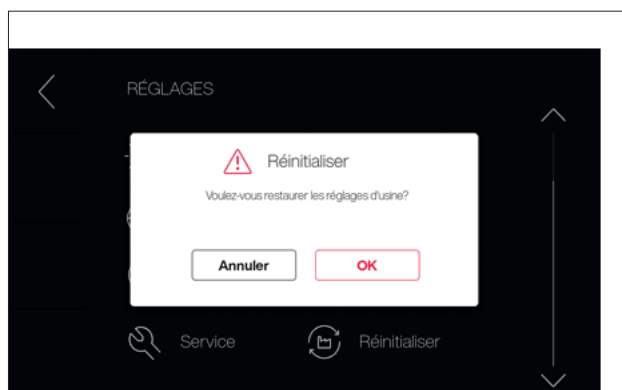 RÉGLAGES
Réinitialiser
Voulez-vous restaurer les réglages d'usine?
Annuler
OK
Service
Réinitialiser